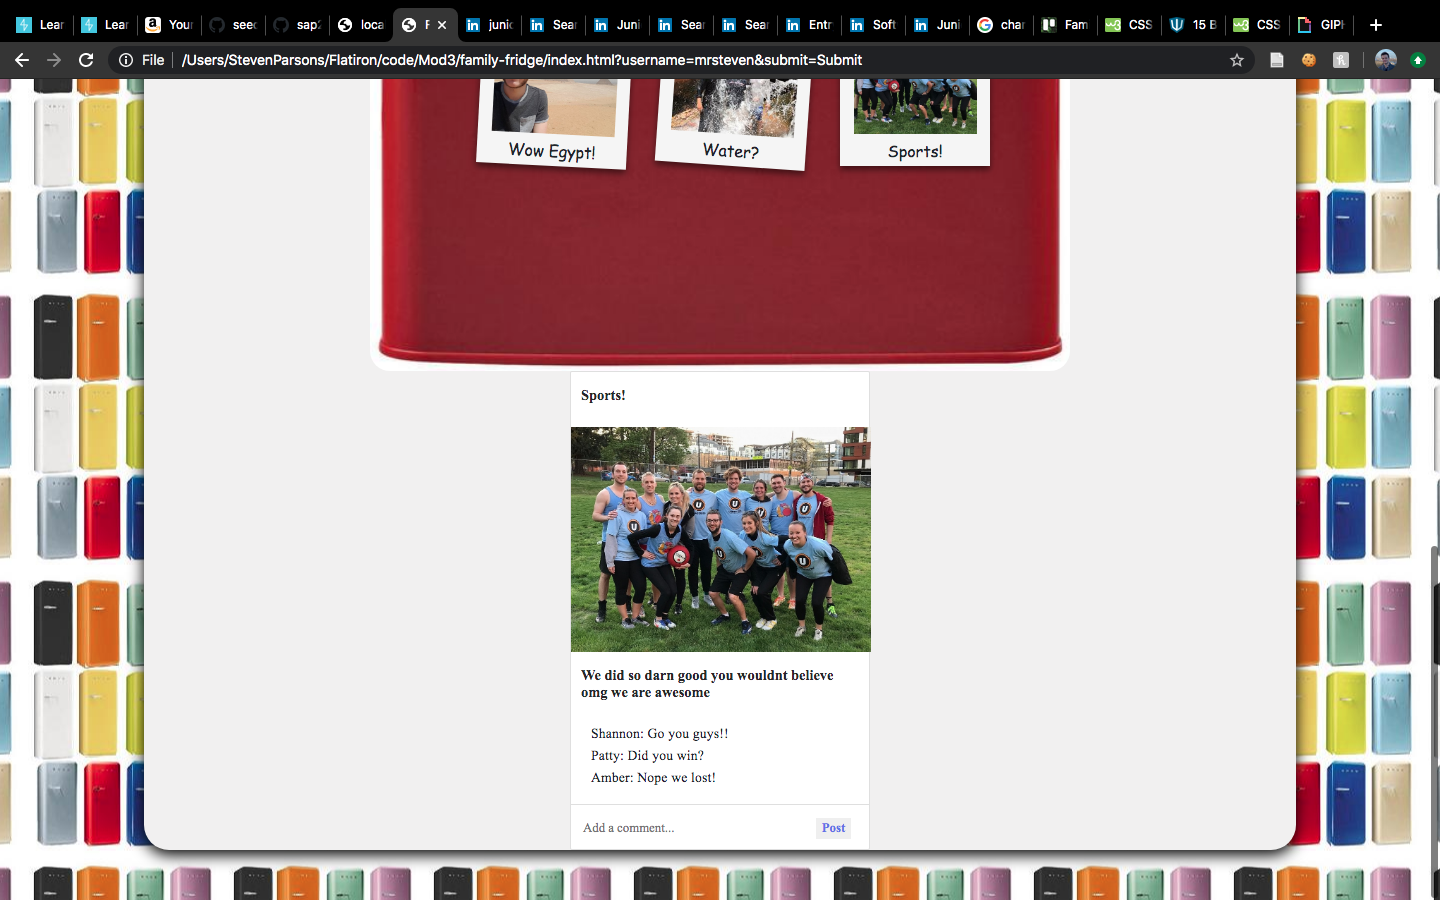 Lear
Lear
Your
seec
sap2
loca
F
junic
Sear
Juni
Sear
Sear
Entr
Soft
Juni
char
Fam
CSS
15 B
CSS
GIPH
File
/Users/StevenParsons/Flatiron/code/Mod3/family-fridge/index.html?username=mrsteven&submit=Submit
Wow Egypt!
Water?
Sports!
Sports!
We did so darn good you wouldnt believe
omg we are awesome
Shannon: Go you guys!!
Patty: Did you win?
Amber: Nope we lost!
Add a comment...
Post